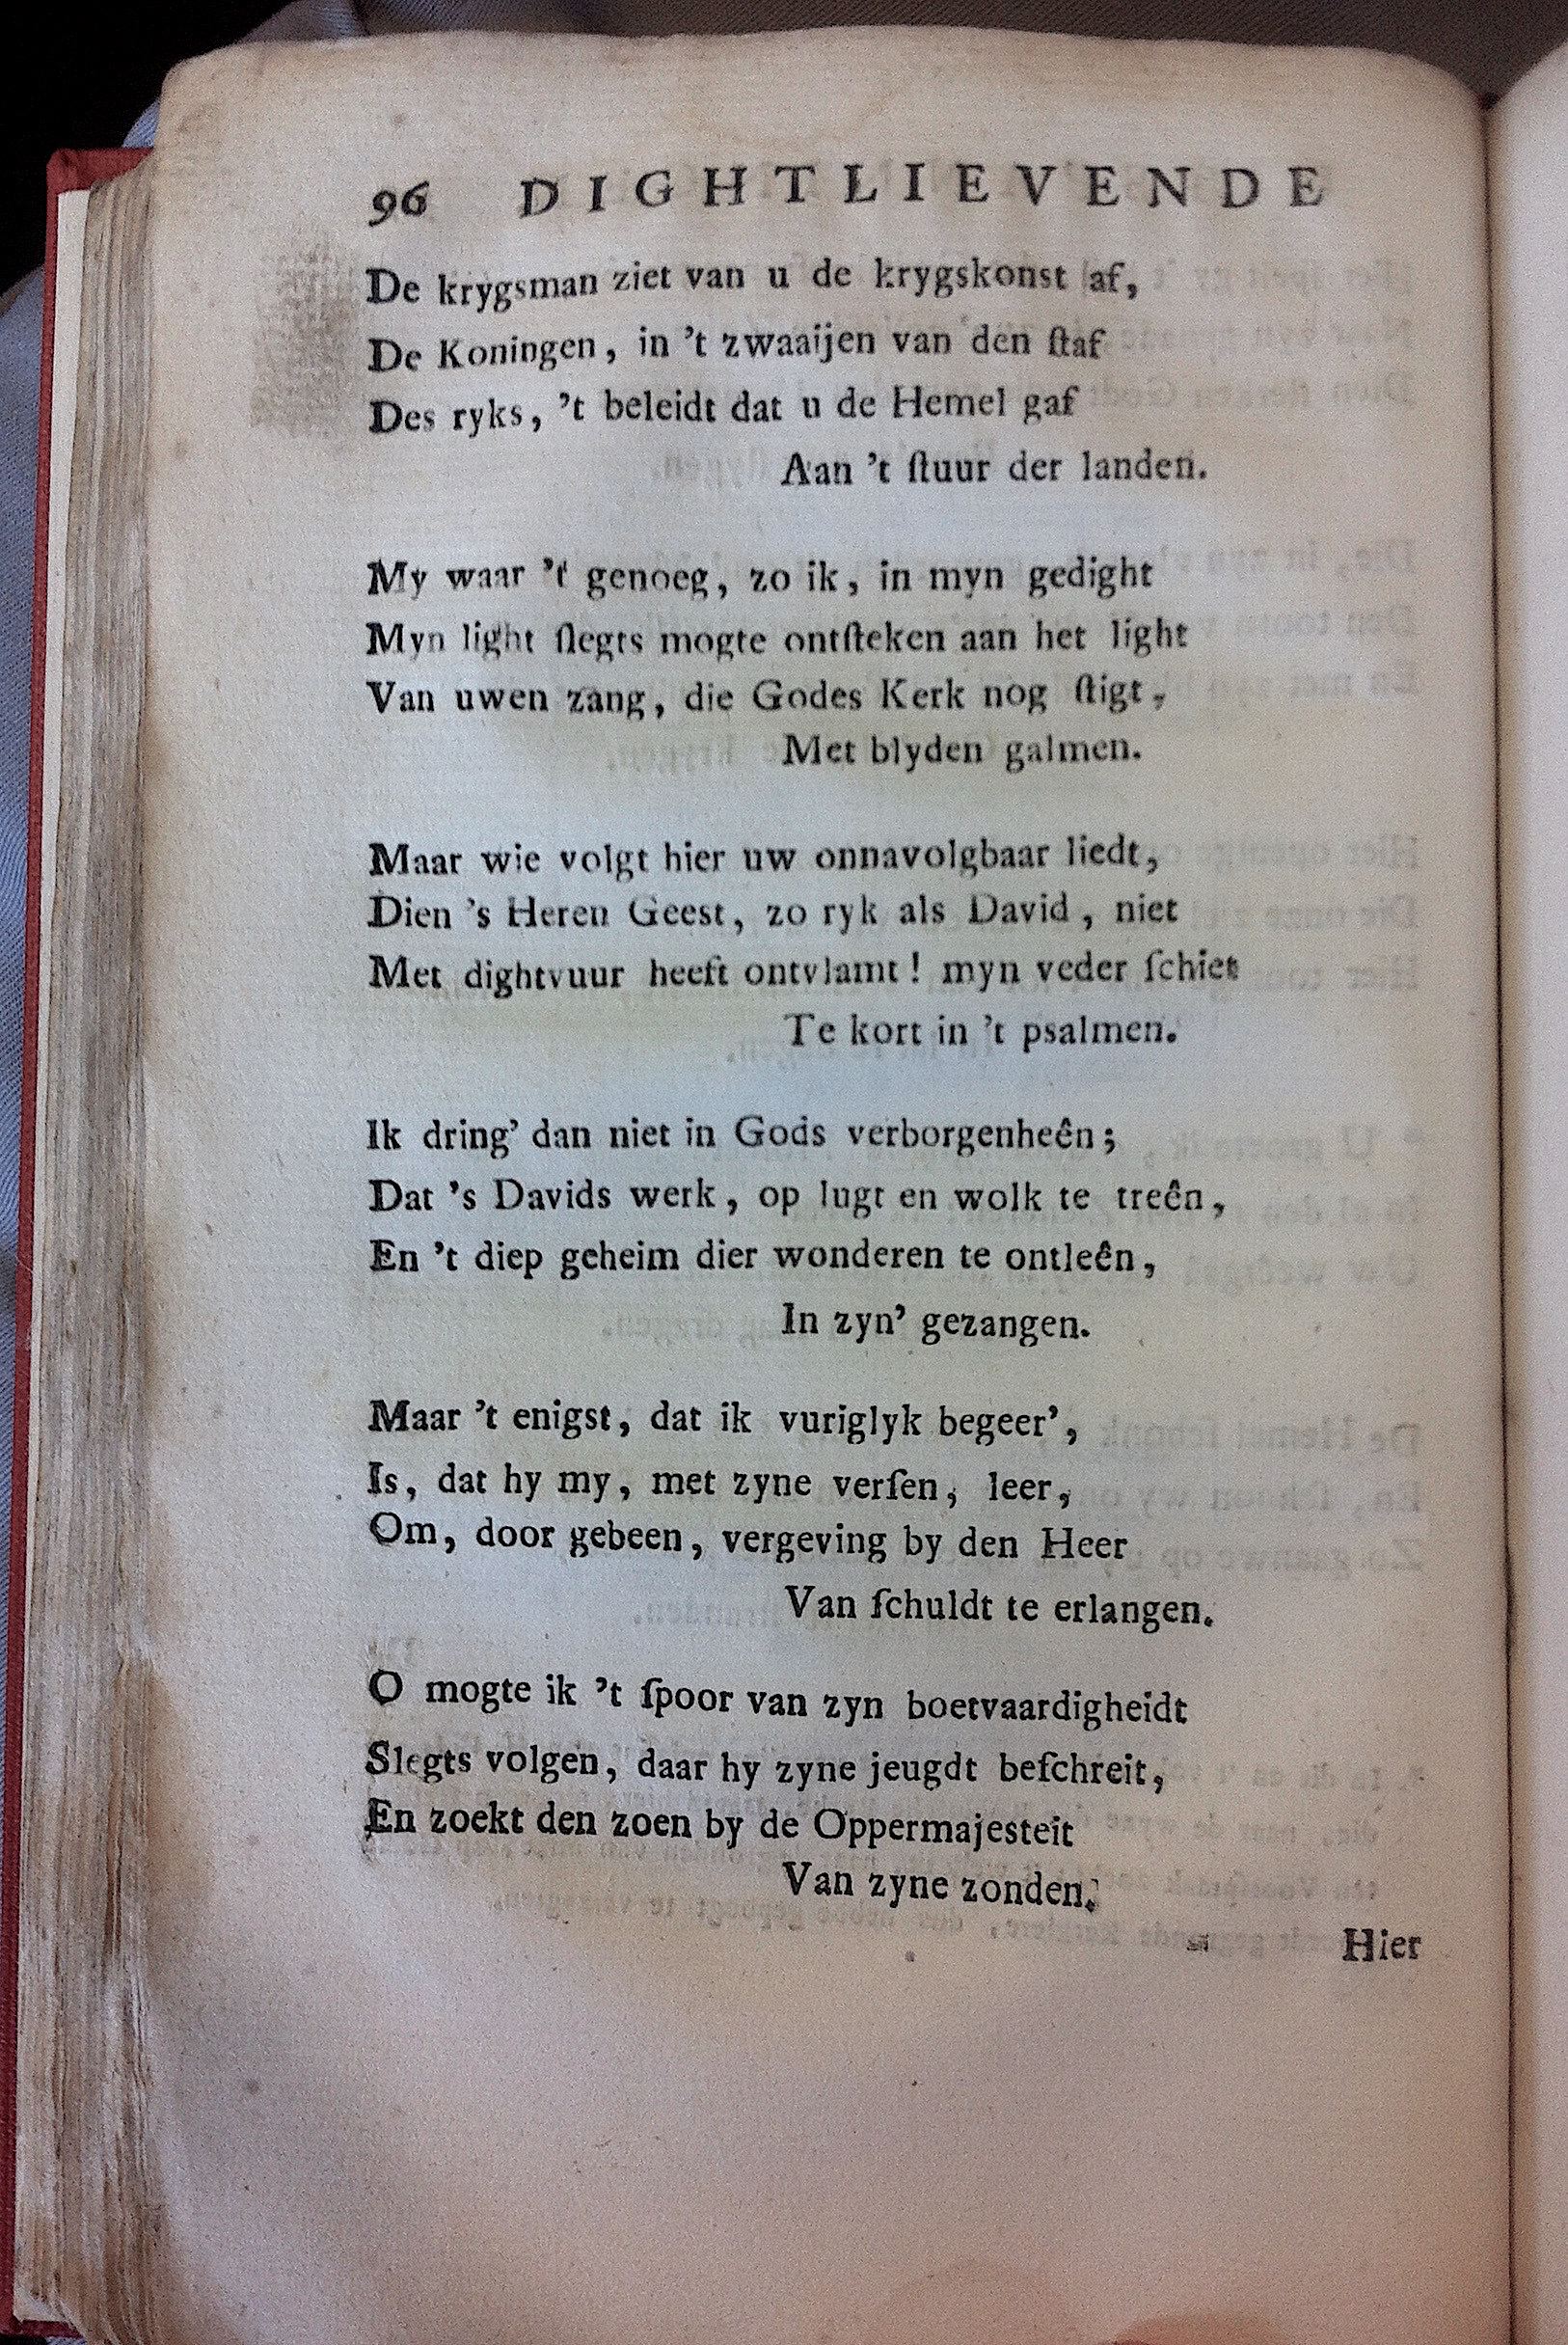 96 DIGHTLIEVENDE
De krygsman ziet van u de krygskonst af,
De Koningen, in 't zwaaijen van den ſtaf
Des ryks, 't beleidt dat u de Hemel gaf
Aan 't ſtuur der landen.
My waar 't genoeg, zo ik, in myn gedight
Myn light ſlegts mogte ontſteken aan het light
Van uwen zang, die Godes Kerk nog ſtigt,
Met blyden galmen.
Maar wie volgt hier uw onnavolgbaar liedt,
Dien 's Heren Geest, zo ryk als David, niet
Met dightvuur heeft ontvlamt! myn veder ſchiet
Te kort in 't psalmen.
Ik dring' dan niet in Gods verborgenheên;
Dat 's Davids werk, op lugt en wolk te treên,
En 't diep geheim dier wonderen te ontleên,
In zyn' gezangen.
Maar 't enigst, dat ik vuriglyk begeer',
Is, dat hy my, met zyne verſen, leer,
Om, door gebeen, vergeving by den Heer
Van ſchuldt te erlangen.
O mogte ik 't ſpoor van zyn boetvaardigheidt
Slegts volgen, daar hy zyne jeugdt beſchreit,
En zoekt den zoen by de Oppermajesteit
Van zyne zonden.
Hier